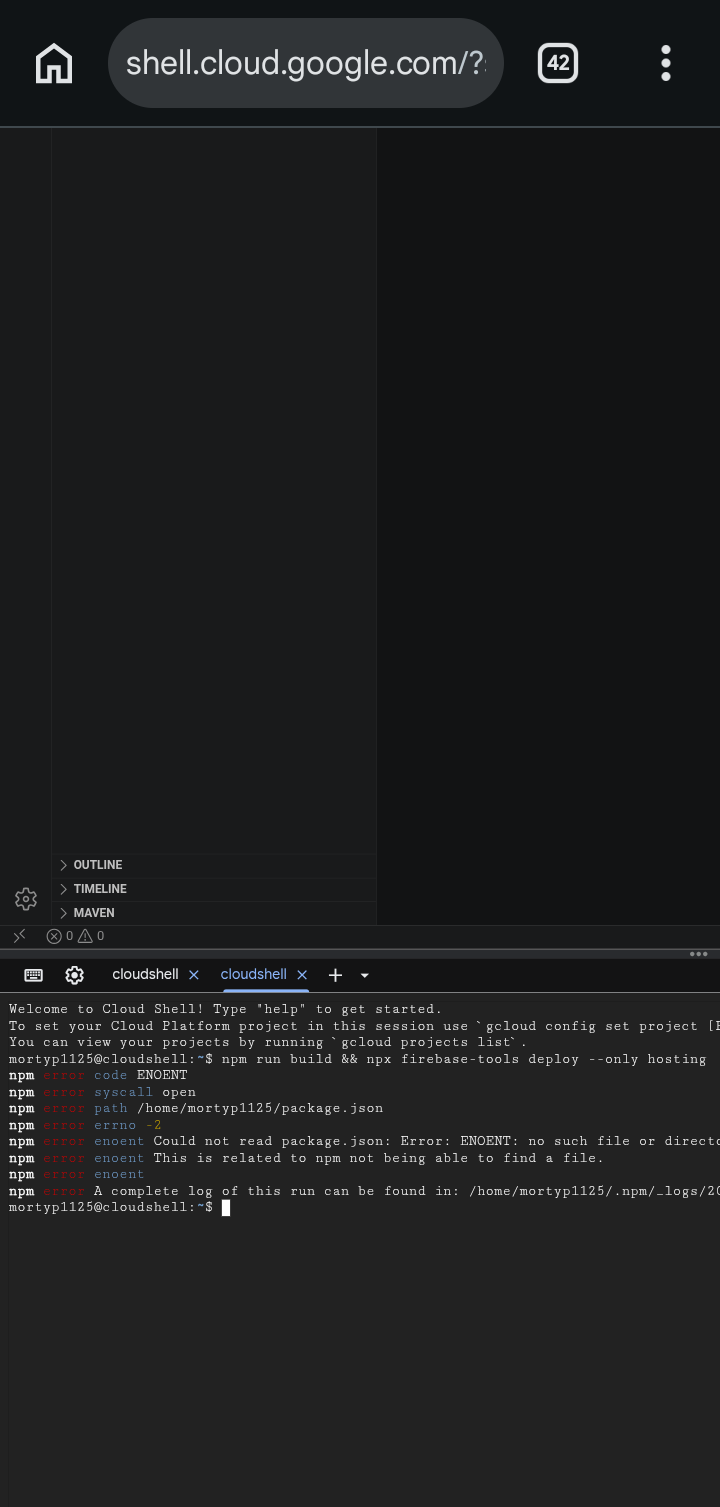 shell.cloud.google.com/?
42
OUTLINE
TIMELINE
MAVEN
0 0
cloudshell cloudshell
Welcome to Cloud Shell! Type "help" to get started.
To set your Cloud Platform project in this session use `gcloud config set project [
You can view your projects by running `gcloud projects list`.
mortyp1125@cloudshell:~$ npm run build && npx firebase-tools deploy --only hosting
npm error code ENOENT
npm error syscall open
npm error path /home/mortyp1125/package.json
npm error errno -2
npm error enoent Could not read package.json: Error: ENOENT: no such file or directo
npm error enoent This is related to npm not being able to find a file.
npm error enoent
npm error A complete log of this run can be found in: /home/mortyp1125/.npm/_logs/20
mortyp1125@cloudshell:~$